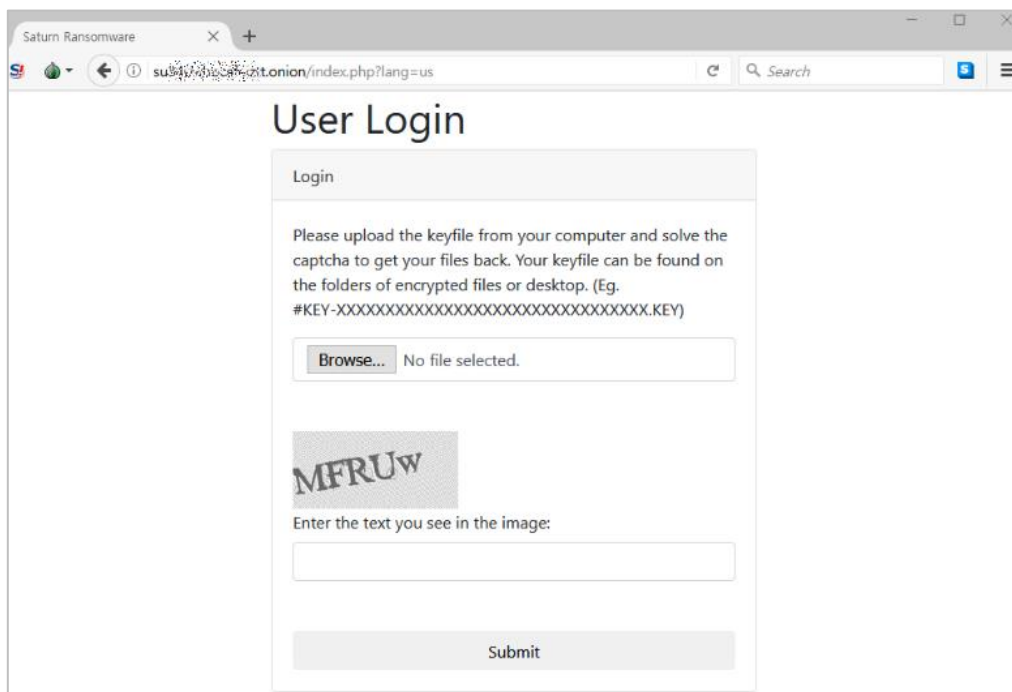 Saturn Ransomware
.onion/index.php?lang=us
Search
User Login
Login
Please upload the keyfile from your computer and solve the
captcha to get your files back. Your keyfile can be found on
the folders of encrypted files or desktop. (Eg.
#KEY-XXXXXXXXXXXXXXXXXXXXXXXXXXXXXXXX.KEY)
Browse... No file selected.
MFRUw
Enter the text you see in the image:
Submit